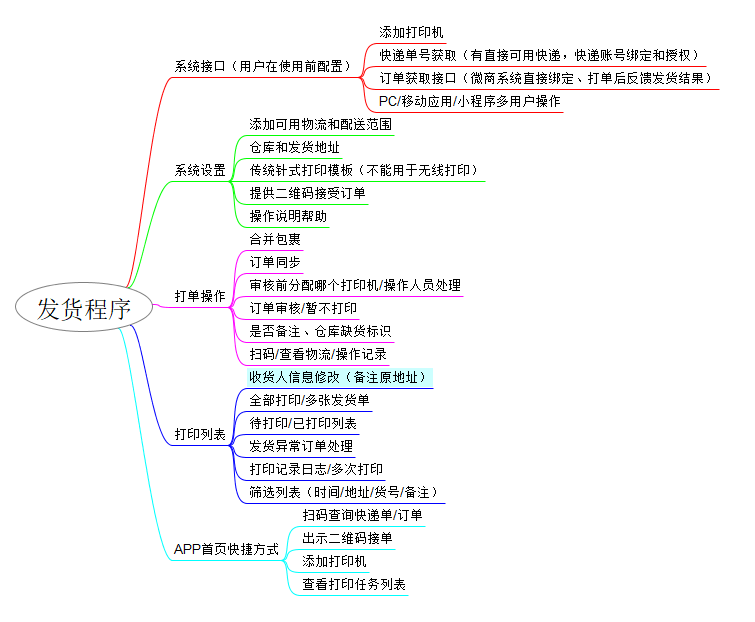 发货程序
系统接口（用户在使用前配置）
添加打印机
快递单号获取（有直接可用快递，快递账号绑定和授权）
订单获取接口（微商系统直接绑定、打单后反馈发货结果）
PC/移动应用/小程序多用户操作
系统设置
添加可用物流和配送范围
仓库和发货地址
传统针式打印模板（不能用于无线打印）
提供二维码接受订单
操作说明帮助
打单操作
合并包裹
订单同步
审核前分配哪个打印机/操作人员处理
订单审核/暂不打印
是否备注、仓库缺货标识
扫码/查看物流/操作记录
打印列表
收货人信息修改（备注原地址）
全部打印/多张发货单
待打印/已打印列表
发货异常订单处理
打印记录日志/多次打印
筛选列表（时间/地址/货号/备注）
APP首页快捷方式
扫码查询快递单/订单
出示二维码接单
添加打印机
查看打印任务列表